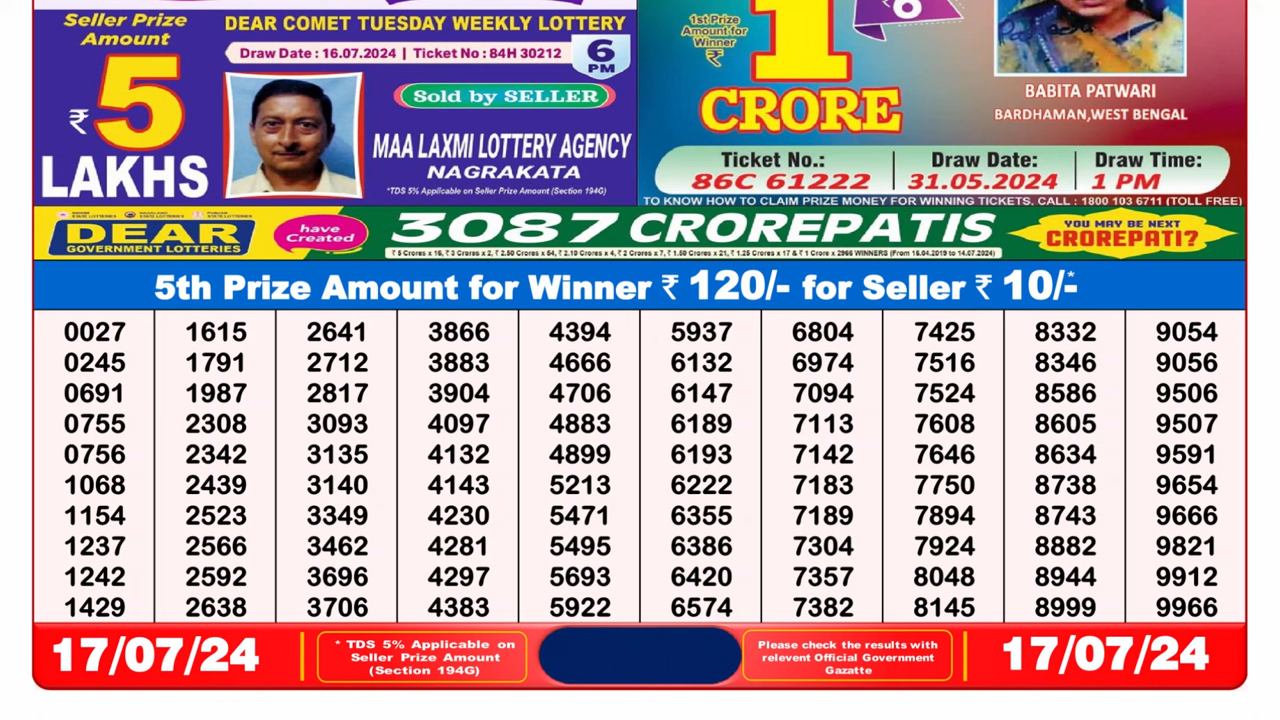 Seller Prize
Amount
₹ 5
LAKHS
DEAR COMET TUESDAY WEEKLY LOTTERY
Draw Date : 16.07.2024 | Ticket No : 84H 30212
6
PM
Sold by SELLER
MAA LAXMI LOTTERY AGENCY
NAGRAKATA
*TDS 5% Applicable on Seller Prize Amount (Section 194G)
1st Prize
Amount for
Winner
₹
1
CRORE
BABITA PATWARI
BARDHAMAN,WEST BENGAL
Ticket No.: Draw Date: Draw Time:
86C 61222 31.05.2024 1 PM
TO KNOW HOW TO CLAIM PRIZE MONEY FOR WINNING TICKETS, CALL : 1800 103 6711 (TOLL FREE)
DEAR
GOVERNMENT LOTTERIES
have
Created
3087 CROREPATIS
YOU MAY BE NEXT
CROREPATI?
5th Prize Amount for Winner ₹ 120/- for Seller ₹ 10/-*
0027 1615 2641 3866 4394 5937 6804 7425 8332 9054
0245 1791 2712 3883 4666 6132 6974 7516 8346 9056
0691 1987 2817 3904 4706 6147 7094 7524 8586 9506
0755 2308 3093 4097 4883 6189 7113 7608 8605 9507
0756 2342 3135 4132 4899 6193 7142 7646 8634 9591
1068 2439 3140 4143 5213 6222 7183 7750 8738 9654
1154 2523 3349 4230 5471 6355 7189 7894 8743 9666
1237 2566 3462 4281 5495 6386 7304 7924 8882 9821
1242 2592 3696 4297 5693 6420 7357 8048 8944 9912
1429 2638 3706 4383 5922 6574 7382 8145 8999 9966
17/07/24
* TDS 5% Applicable on
Seller Prize Amount
(Section 194G)
Please check the results with
relevent Official Government
Gazatte
17/07/24